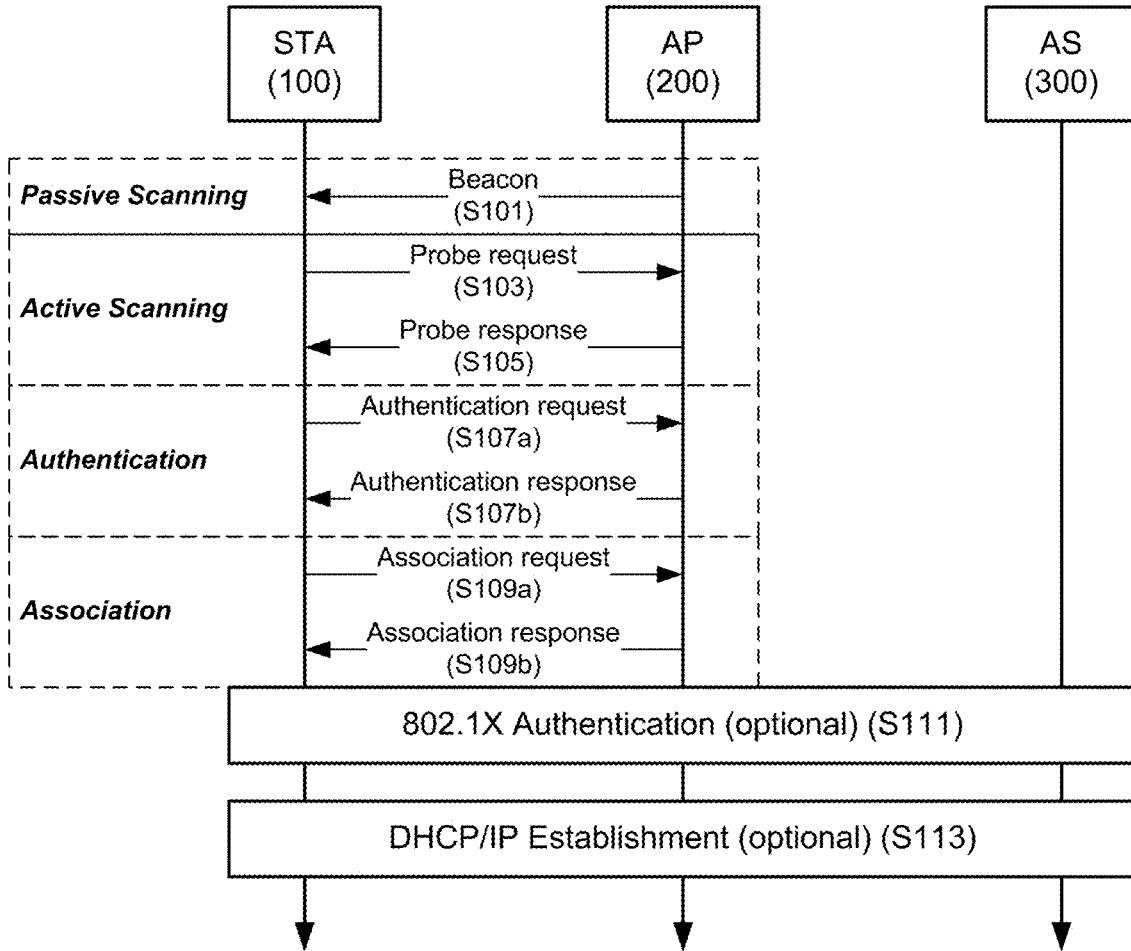 STA
(100)
AP
(200)
AS
(300)
Passive Scanning
Beacon
(S101)
Active Scanning
Probe request
(S103)
Probe response
(S105)
Authentication
Authentication request
(S107a)
Authentication response
(S107b)
Association
Association request
(S109a)
Association response
(S109b)
802.1X Authentication (optional) (S111)
DHCP/IP Establishment (optional) (S113)